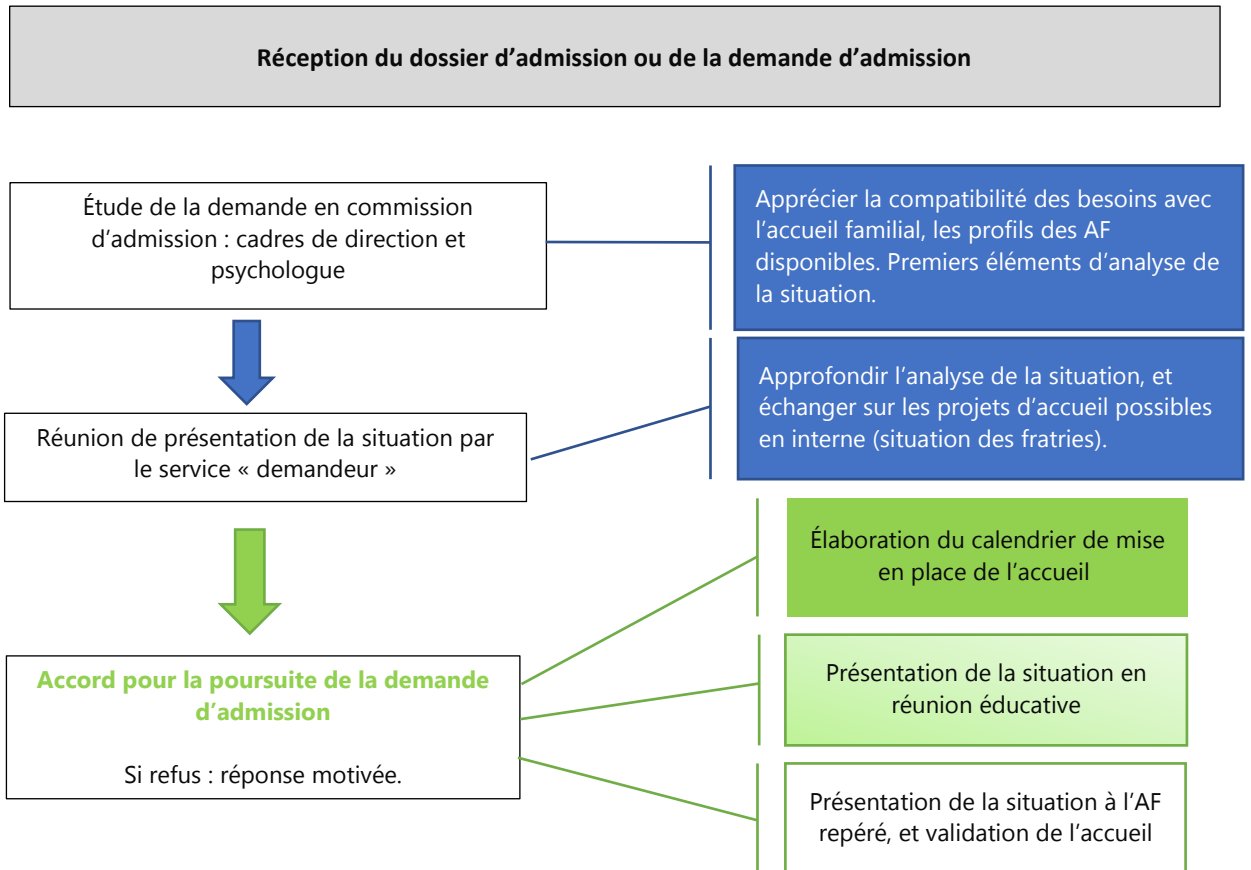 Réception du dossier d’admission ou de la demande d’admission
Étude de la demande en commission
d’admission : cadres de direction et
psychologue
Apprécier la compatibilité des besoins avec
l’accueil familial, les profils des AF
disponibles. Premiers éléments d’analyse de
la situation.
Réunion de présentation de la situation par
le service « demandeur »
Approfondir l’analyse de la situation, et
échanger sur les projets d’accueil possibles
en interne (situation des fratries).
Accord pour la poursuite de la demande
d’admission
Si refus : réponse motivée.
Élaboration du calendrier de mise
en place de l’accueil
Présentation de la situation en
réunion éducative
Présentation de la situation à l’AF
repéré, et validation de l’accueil